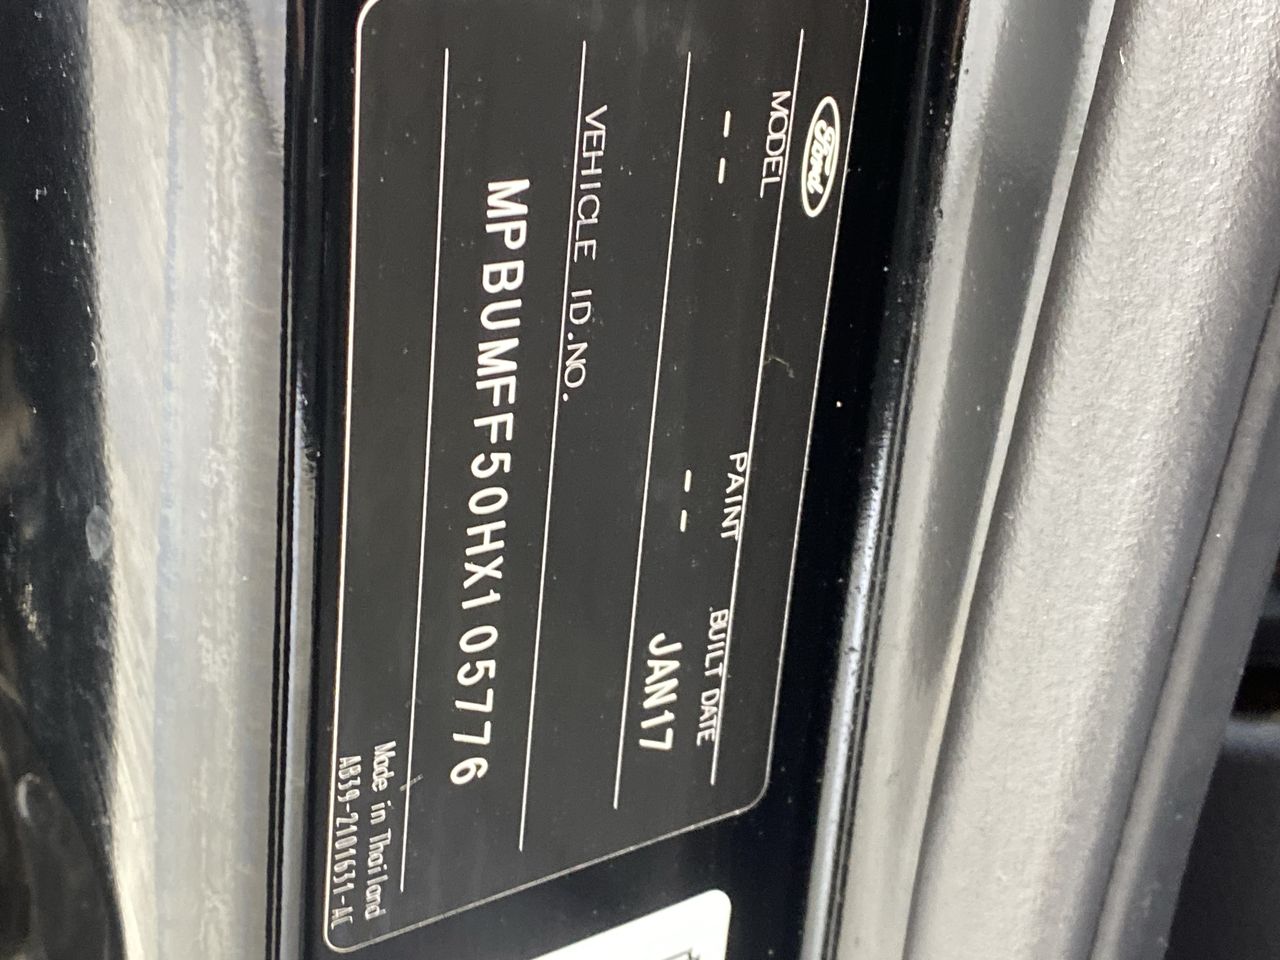 Ford
MODEL PAINT BUILT DATE
-- -- JAN17
VEHICLE ID.NO.
MPBUMFF50HX105776
Made in Thailand
AB39-2101631-AC